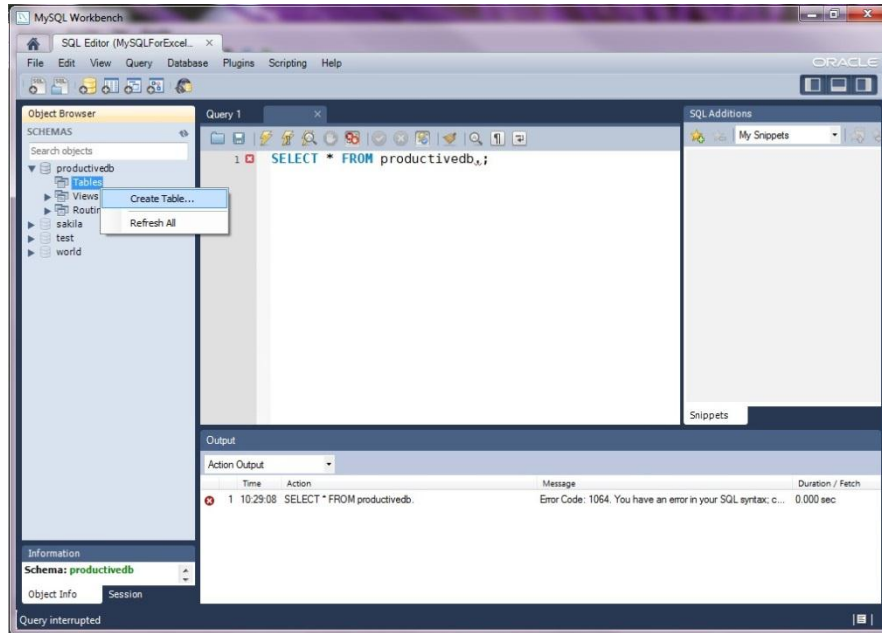 MySQL Workbench
SQL Editor (MySQLForExcel... ×
File Edit View Query Database Plugins Scripting Help
ORACLE
Object Browser
Query 1 ×
SQL Additions
SCHEMAS
My Snippets
Search objects
1 SELECT * FROM productivedb.;
productivedb
Tables
Views
Create Table...
Routin
Refresh All
sakila
test
world
Snippets
Output
Action Output
Time Action Message Duration / Fetch
1 10:29:08 SELECT * FROM productivedb. Error Code: 1064. You have an error in your SQL syntax; c... 0.000 sec
Information
Schema: productivedb
Object Info Session
Query interrupted